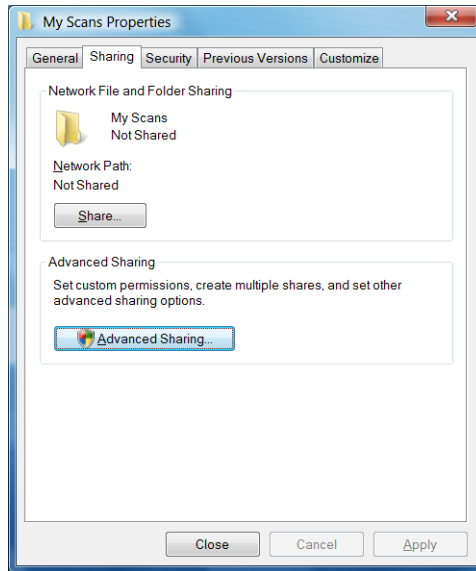 My Scans Properties
General Sharing Security Previous Versions Customize
Network File and Folder Sharing
My Scans
Not Shared
Network Path:
Not Shared
Share...
Advanced Sharing
Set custom permissions, create multiple shares, and set other
advanced sharing options.
Advanced Sharing...
Close Cancel Apply